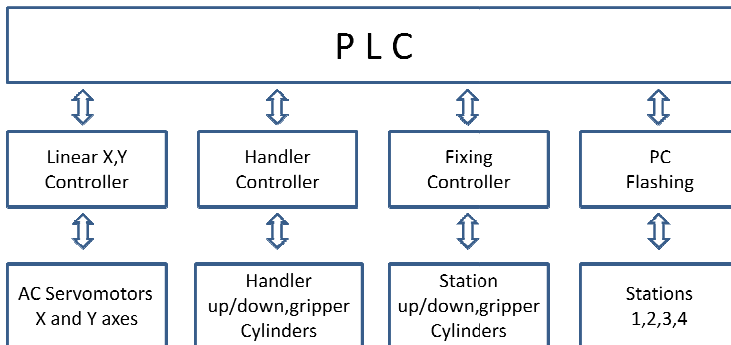 P L C
Linear X,Y
Controller
Handler
Controller
Fixing
Controller
PC
Flashing
AC Servomotors
X and Y axes
Handler
up/down,gripper
Cylinders
Station
up/down,gripper
Cylinders
Stations
1,2,3,4